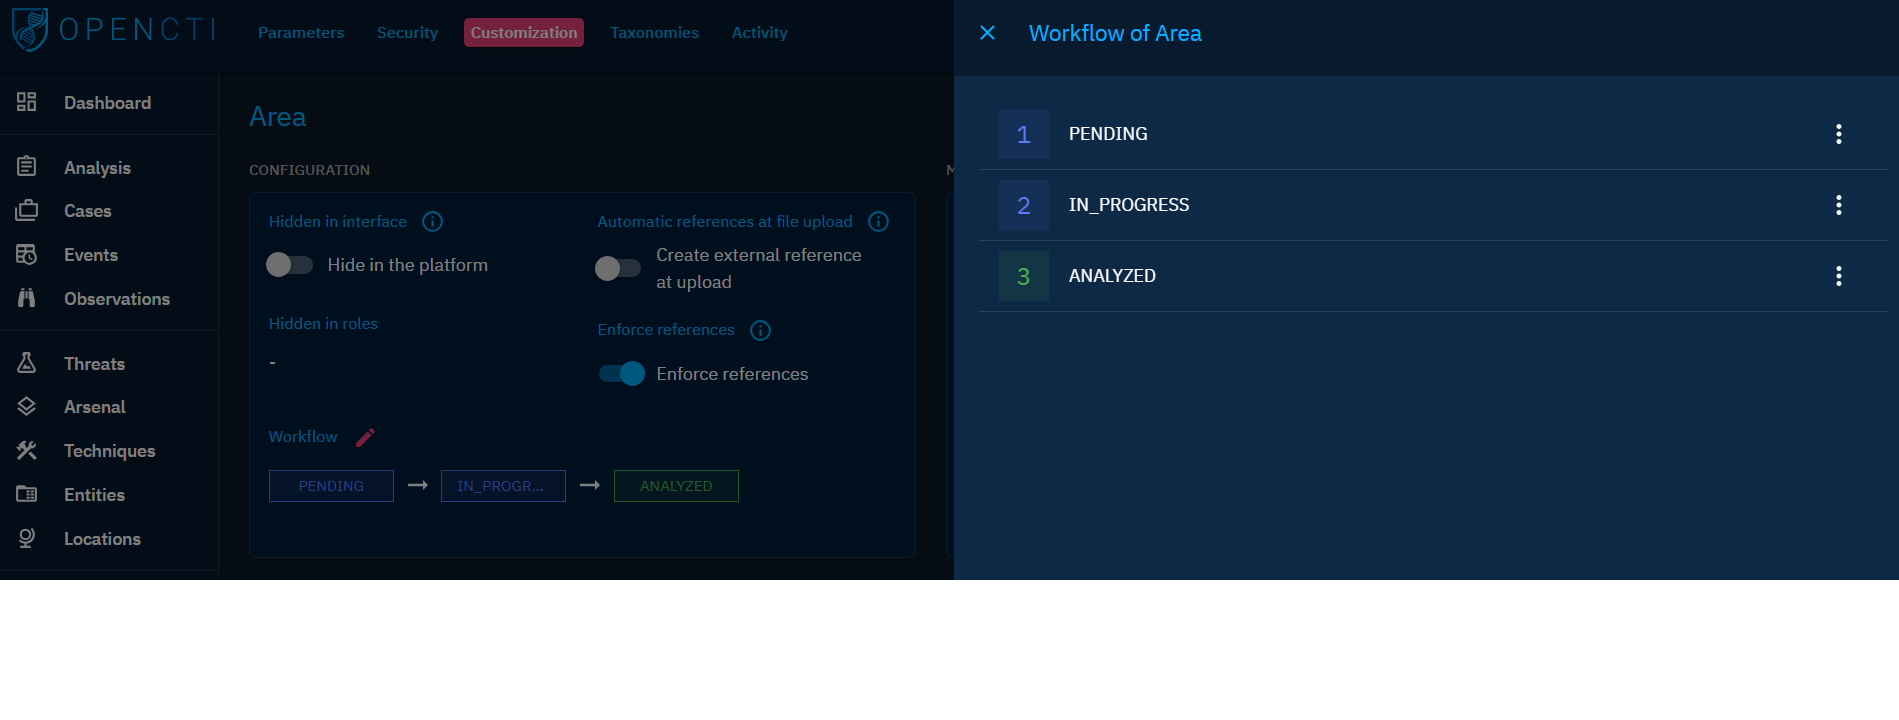 OPENCTI
Parameters
Security
Customization
Taxonomies
Activity
Workflow of Area
Dashboard
Analysis
Cases
Events
Observations
Threats
Arsenal
Techniques
Entities
Locations
Area
CONFIGURATION
M
Hidden in interface
Hide in the platform
Automatic references at file upload
Create external reference
at upload
Hidden in roles
-
Enforce references
Enforce references
Workflow
PENDING
IN_PROGR...
ANALYZED
1 PENDING
2 IN_PROGRESS
3 ANALYZED